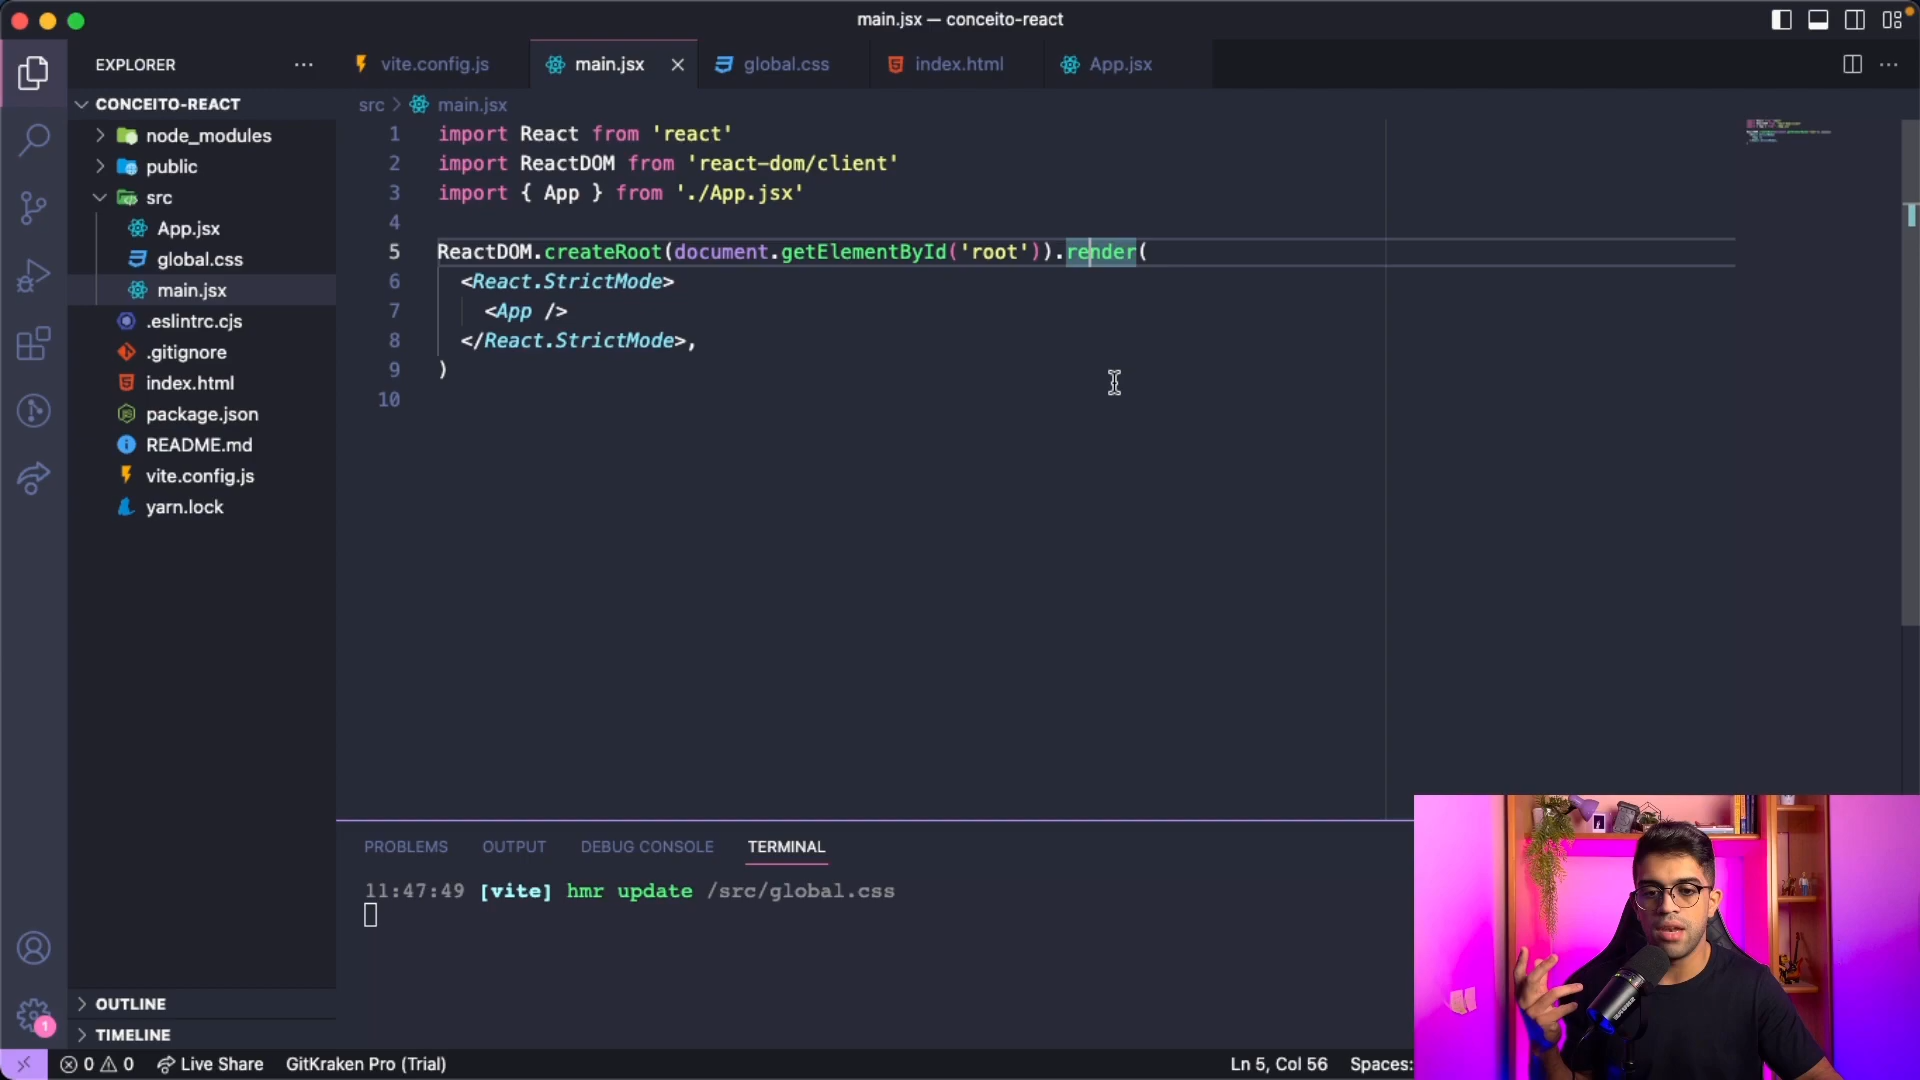 main.jsx — conceito-react
EXPLORER
vite.config.js
main.jsx
global.css
index.html
App.jsx
CONCEITO-REACT
node_modules
public
src
App.jsx
global.css
main.jsx
.eslintrc.cjs
.gitignore
index.html
package.json
README.md
vite.config.js
yarn.lock
OUTLINE
TIMELINE
src > main.jsx
1 import React from 'react'
2 import ReactDOM from 'react-dom/client'
3 import { App } from './App.jsx'
4
5 ReactDOM.createRoot(document.getElementById('root')).render(
6 <React.StrictMode>
7 <App />
8 </React.StrictMode>,
9 )
10
PROBLEMS OUTPUT DEBUG CONSOLE TERMINAL
11:47:49 [vite] hmr update /src/global.css
1
0 0 Live Share GitKraken Pro (Trial) Ln 5, Col 56 Spaces: